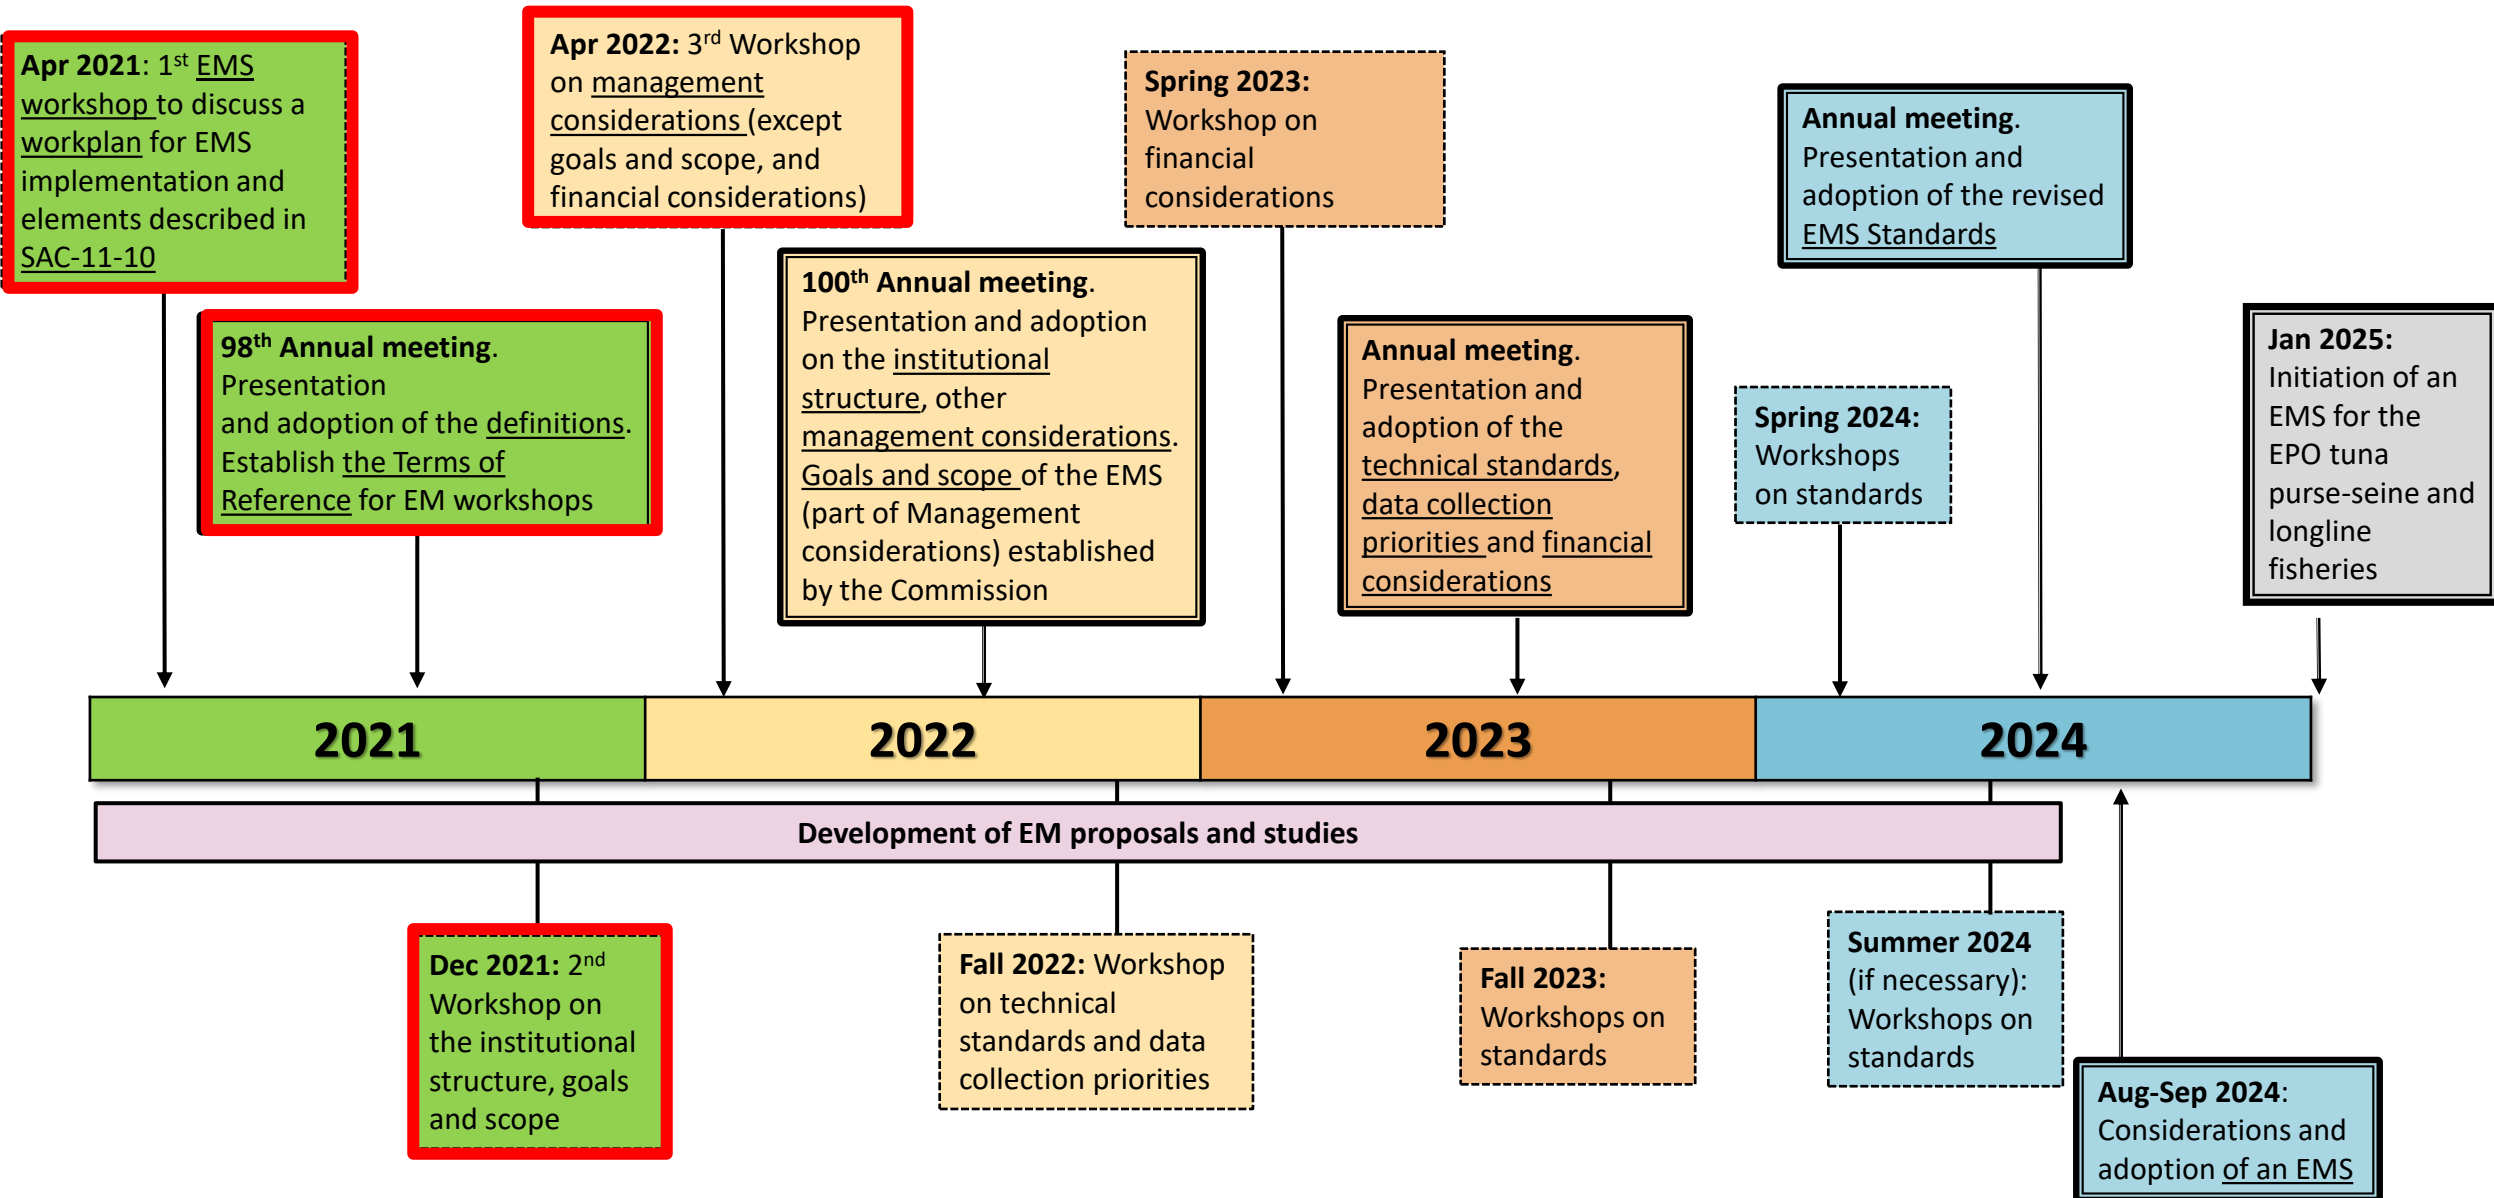 Apr 2021: 1st EMS
workshop to discuss a
workplan for EMS
implementation and
elements described in
SAC-11-10
98th Annual meeting.
Presentation
and adoption of the definitions.
Establish the Terms of
Reference for EM workshops
Apr 2022: 3rd Workshop
on management
considerations (except
goals and scope, and
financial considerations)
100th Annual meeting.
Presentation and adoption
on the institutional
structure, other
management considerations.
Goals and scope of the EMS
(part of Management
considerations) established
by the Commission
Spring 2023:
Workshop on
financial
considerations
Annual meeting.
Presentation and
adoption of the
technical standards,
data collection
priorities and financial
considerations
Spring 2024:
Workshops
on standards
Annual meeting.
Presentation and
adoption of the revised
EMS Standards
Jan 2025:
Initiation of an
EMS for the
EPO tuna
purse-seine and
longline
fisheries
2021
2022
2023
2024
Development of EM proposals and studies
Dec 2021: 2nd
Workshop on
the institutional
structure, goals
and scope
Fall 2022: Workshop
on technical
standards and data
collection priorities
Fall 2023:
Workshops on
standards
Summer 2024
(if necessary):
Workshops on
standards
Aug-Sep 2024:
Considerations and
adoption of an EMS